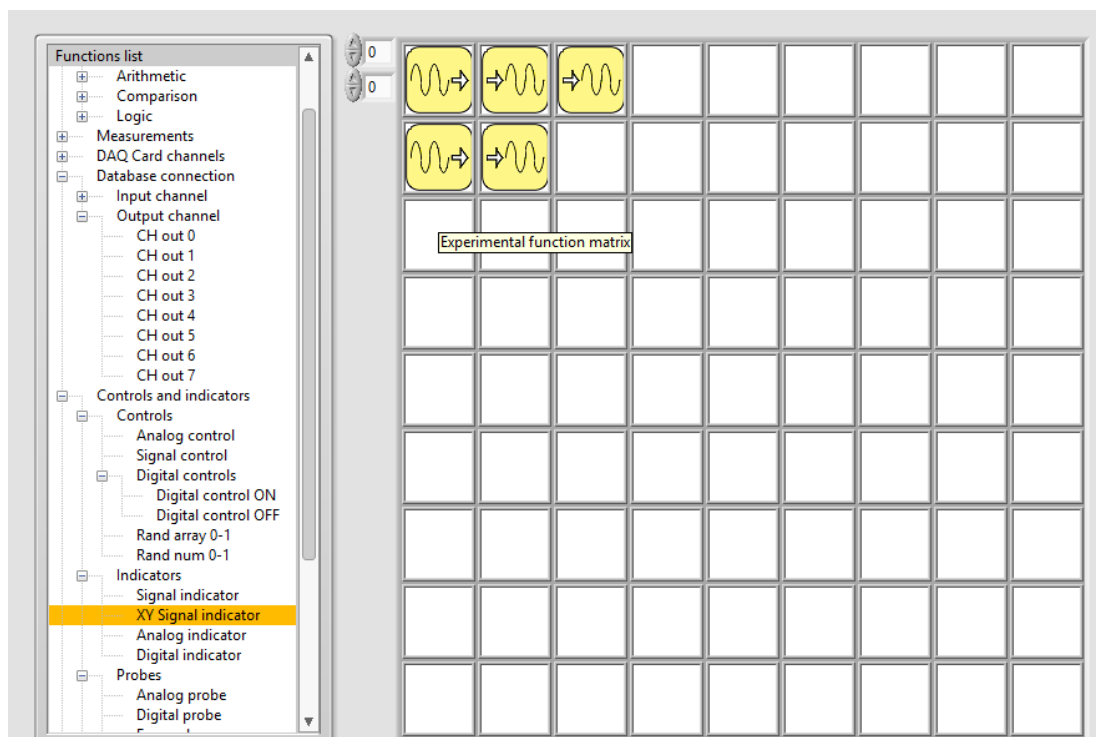 Functions list
Arithmetic
Comparison
Logic
Measurements
DAQ Card channels
Database connection
Input channel
Output channel
CH out 0
CH out 1
CH out 2
CH out 3
CH out 4
CH out 5
CH out 6
CH out 7
Controls and indicators
Controls
Analog control
Signal control
Digital controls
Digital control ON
Digital control OFF
Rand array 0-1
Rand num 0-1
Indicators
Signal indicator
XY Signal indicator
Analog indicator
Digital indicator
Probes
Analog probe
Digital probe
0
0
Experimental function matrix